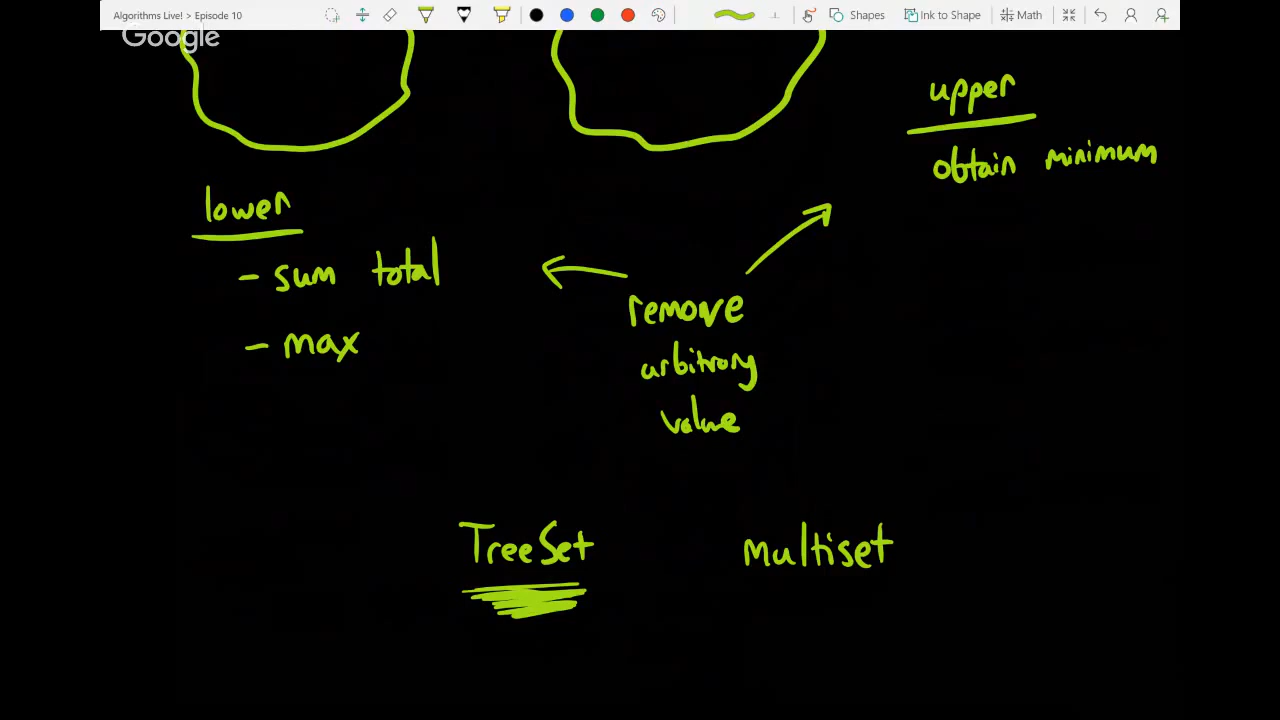 Algorithms Live! > Episode 10
Shapes
Ink to Shape
Math
Google
upper
obtain minimum
lower
- sum total
- max
remove
arbitrary
value
TreeSet
multiset